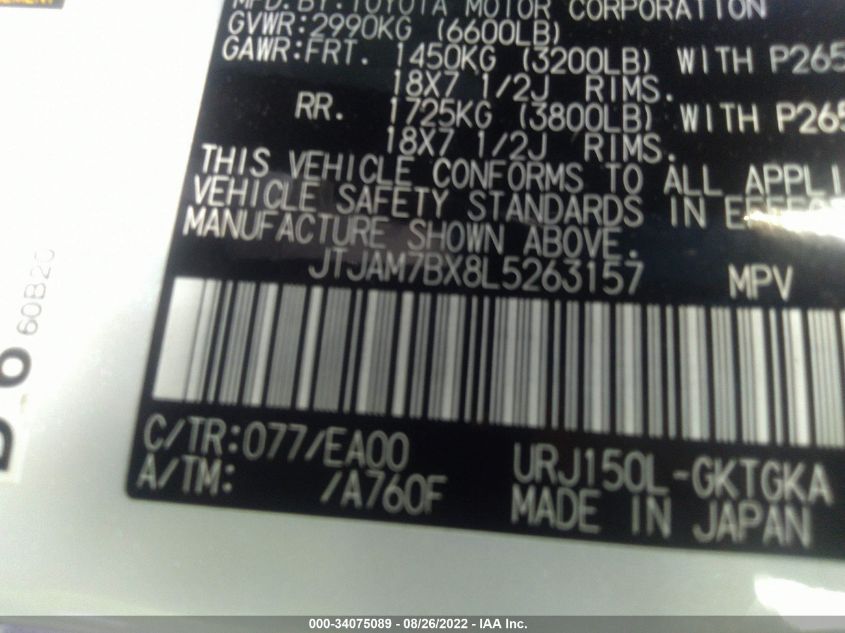 MFD. BY: TOYOTA MOTOR CORPORATION
GVWR: 2990KG (6600LB)
GAWR: FRT. 1450KG (3200LB) WITH P265
18X7 1/2J RIMS.
RR. 1725KG (3800LB) WITH P265
18X7 1/2J RIMS.
THIS VEHICLE CONFORMS TO ALL APPLI
VEHICLE SAFETY STANDARDS IN EFFEC
MANUFACTURE SHOWN ABOVE.
JTJAM7BX8L5263157 MPV
C/TR: 077/EA00 URJ150L-GKTGKA
A/TM: /A760F MADE IN JAPAN
60B20
000-34075089 - 08/26/2022 - IAA Inc.